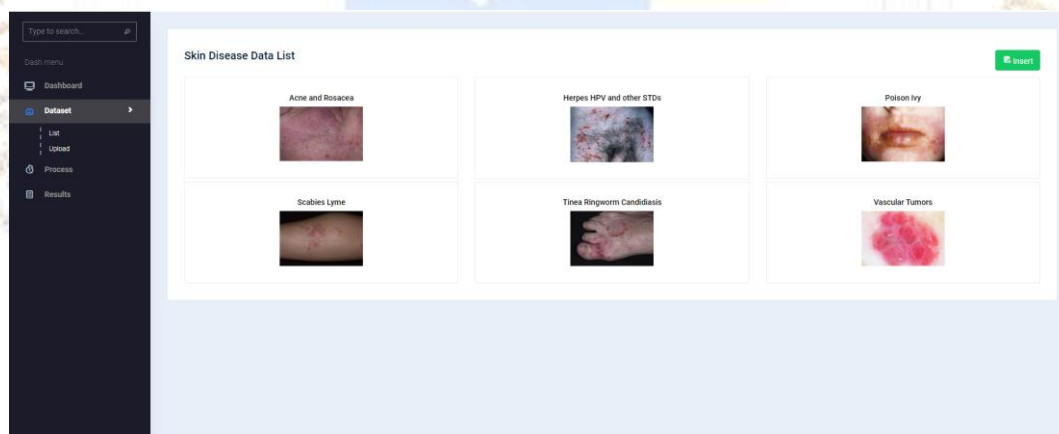 Type to search...
Dash menu
Dashboard
Dataset
List
Upload
Process
Results
Skin Disease Data List
Insert
Acne and Rosacea
Herpes HPV and other STDs
Poison Ivy
Scabies Lyme
Tinea Ringworm Candidiasis
Vascular Tumors